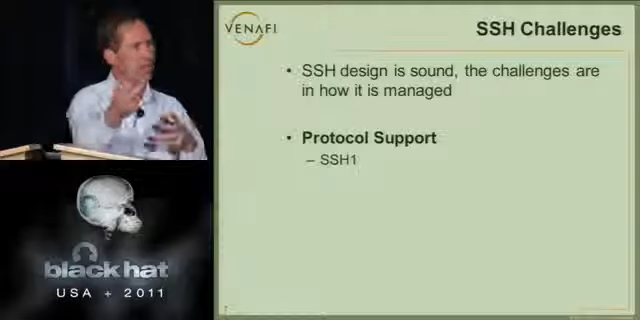 VENAFI
SSH Challenges
• SSH design is sound, the challenges are
in how it is managed
• Protocol Support
– SSH1
black hat
USA + 2011